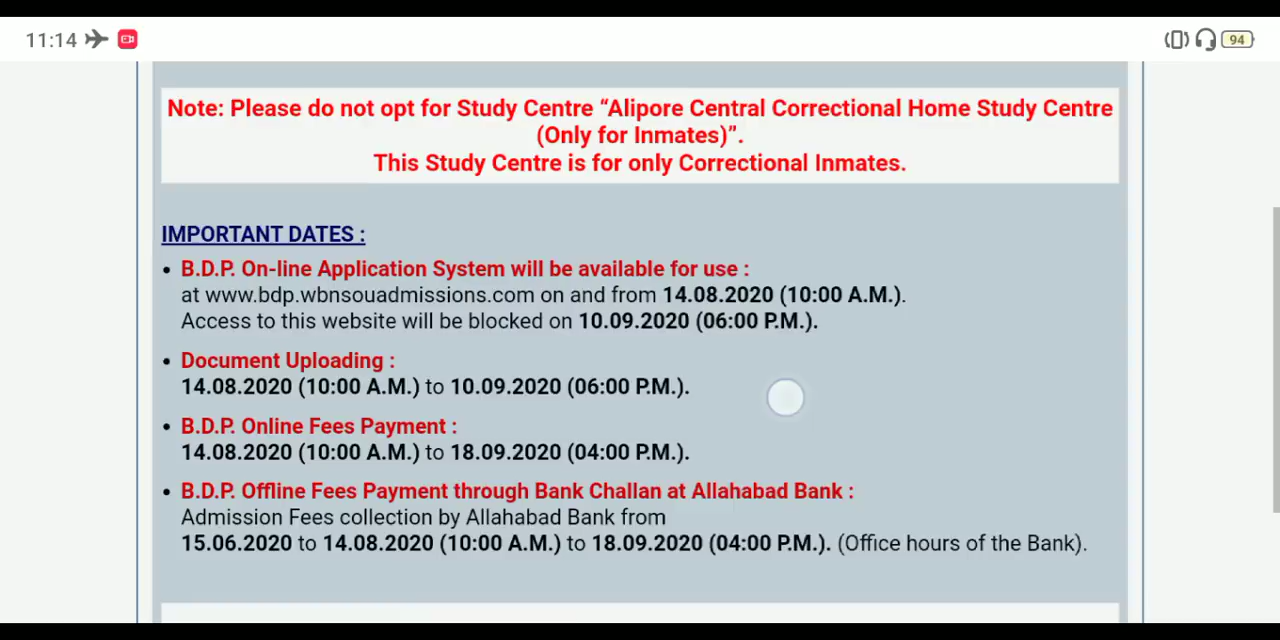 11:14
94
Note: Please do not opt for Study Centre “Alipore Central Correctional Home Study Centre
(Only for Inmates)”.
This Study Centre is for only Correctional Inmates.
IMPORTANT DATES :
• B.D.P. On-line Application System will be available for use :
at www.bdp.wbnsouadmissions.com on and from 14.08.2020 (10:00 A.M.).
Access to this website will be blocked on 10.09.2020 (06:00 P.M.).
• Document Uploading :
14.08.2020 (10:00 A.M.) to 10.09.2020 (06:00 P.M.).
• B.D.P. Online Fees Payment :
14.08.2020 (10:00 A.M.) to 18.09.2020 (04:00 P.M.).
• B.D.P. Offline Fees Payment through Bank Challan at Allahabad Bank :
Admission Fees collection by Allahabad Bank from
15.06.2020 to 14.08.2020 (10:00 A.M.) to 18.09.2020 (04:00 P.M.). (Office hours of the Bank).